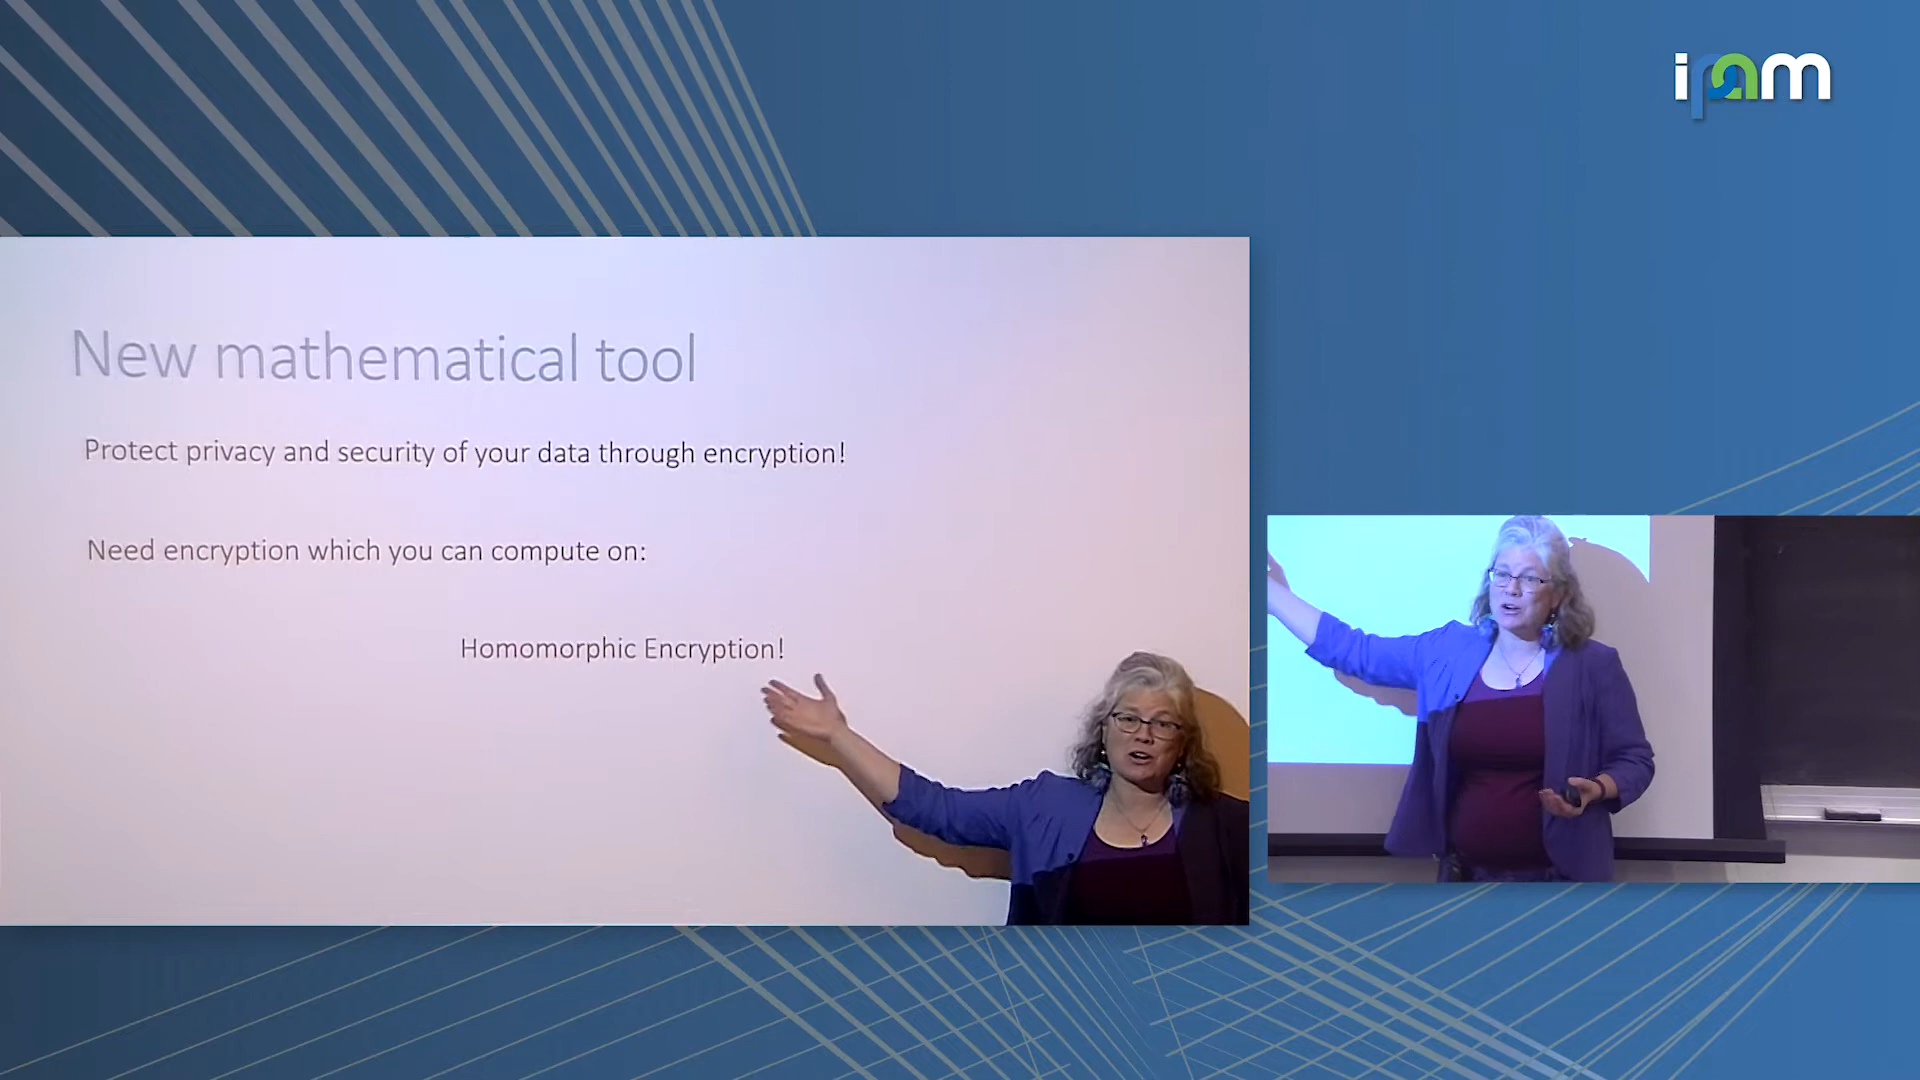 ipam
New mathematical tool
Protect privacy and security of your data through encryption!
Need encryption which you can compute on:
Homomorphic Encryption!